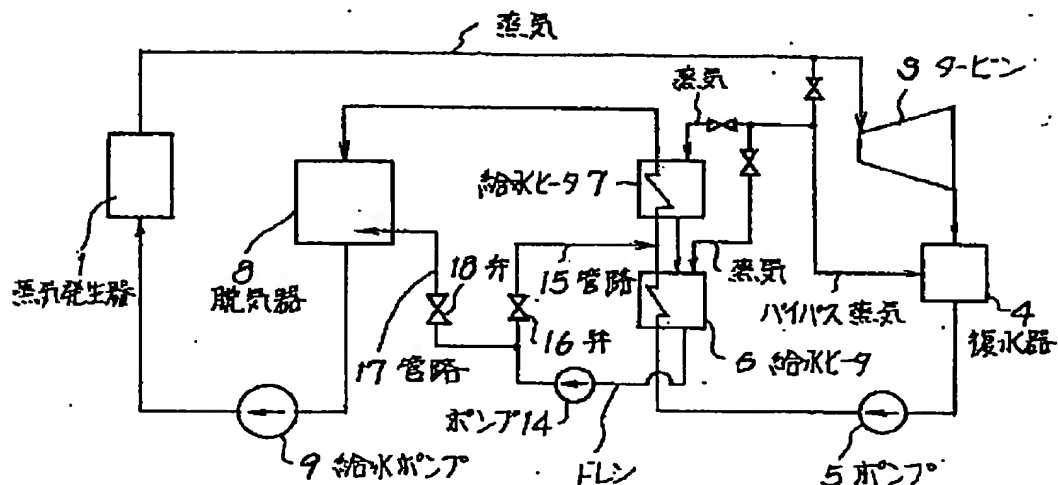 蒸気
3 タービン
蒸気
給水ヒータ 7
1
蒸気発生器
8
脱気器
18 弁
15 管路
蒸気
バイパス蒸気
4
復水器
17 管路
16 弁
6 給水ヒータ
ポンプ 14
9 給水ポンプ
ドレン
5 ポンプ